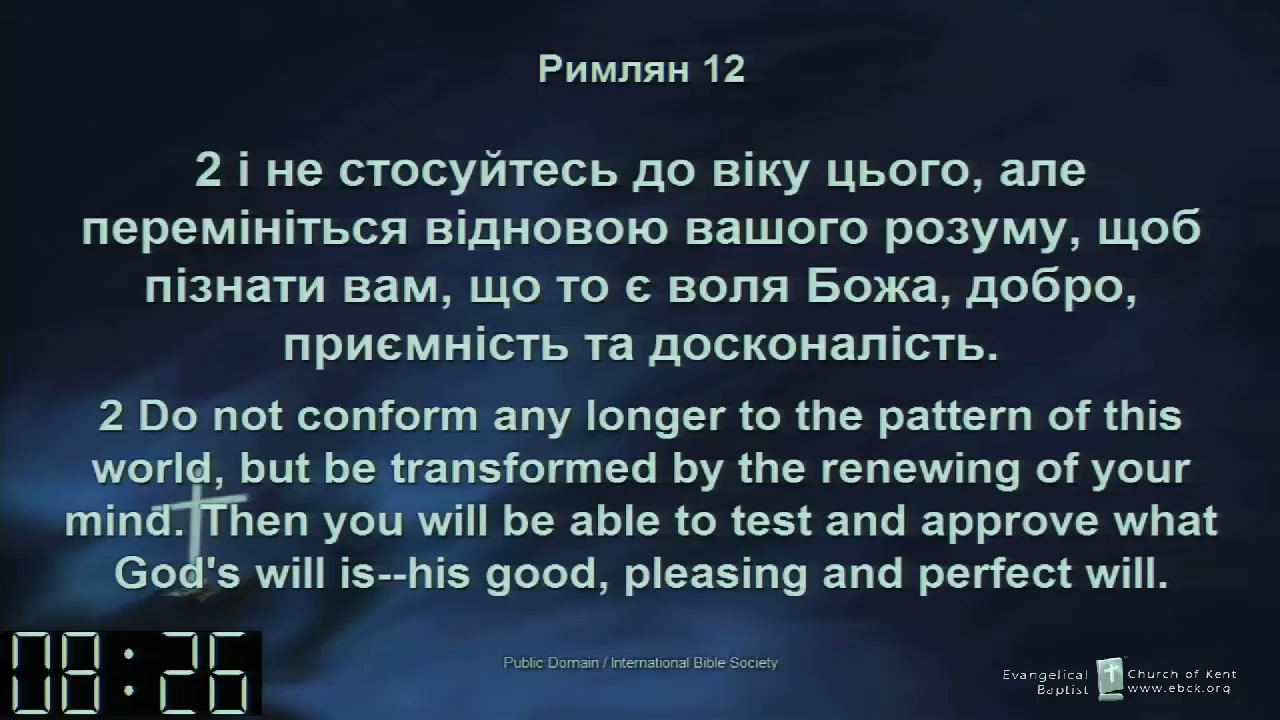 Римлян 12
2 і не стосуйтесь до віку цього, але
перемініться відновою вашого розуму, щоб
пізнати вам, що то є воля Божа, добро,
приємність та досконалість.
2 Do not conform any longer to the pattern of this
world, but be transformed by the renewing of your
mind. Then you will be able to test and approve what
God's will is--his good, pleasing and perfect will.
08:26
Public Domain / International Bible Society
Evangelical Church of Kent
Baptist www.ebck.org